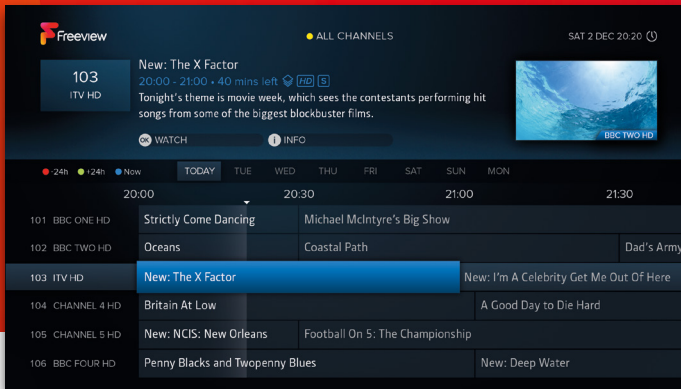 Freeview
ALL CHANNELS
SAT 2 DEC 20:20
103
ITV HD
New: The X Factor
20:00 - 21:00 • 40 mins left HD S
Tonight's theme is movie week, which sees the contestants performing hit
songs from some of the biggest blockbuster films.
OK WATCH
i INFO
BBC TWO HD
-24h +24h Now TODAY TUE WED THU FRI SAT SUN MON
20:00 20:30 21:00 21:30
101 BBC ONE HD Strictly Come Dancing Michael McIntyre's Big Show
102 BBC TWO HD Oceans Coastal Path Dad's Army
103 ITV HD New: The X Factor New: I'm A Celebrity Get Me Out Of Here
104 CHANNEL 4 HD Britain At Low A Good Day to Die Hard
105 CHANNEL 5 HD New: NCIS: New Orleans Football On 5: The Championship
106 BBC FOUR HD Penny Blacks and Twopenny Blues New: Deep Water